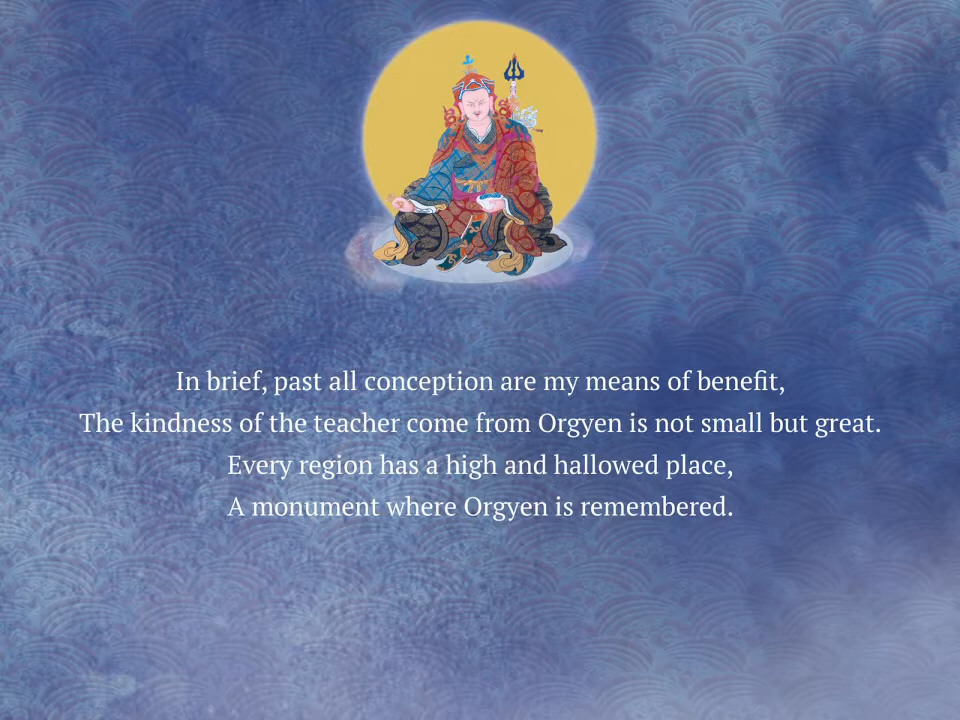 In brief, past all conception are my means of benefit,
The kindness of the teacher come from Orgyen is not small but great.
Every region has a high and hallowed place,
A monument where Orgyen is remembered.